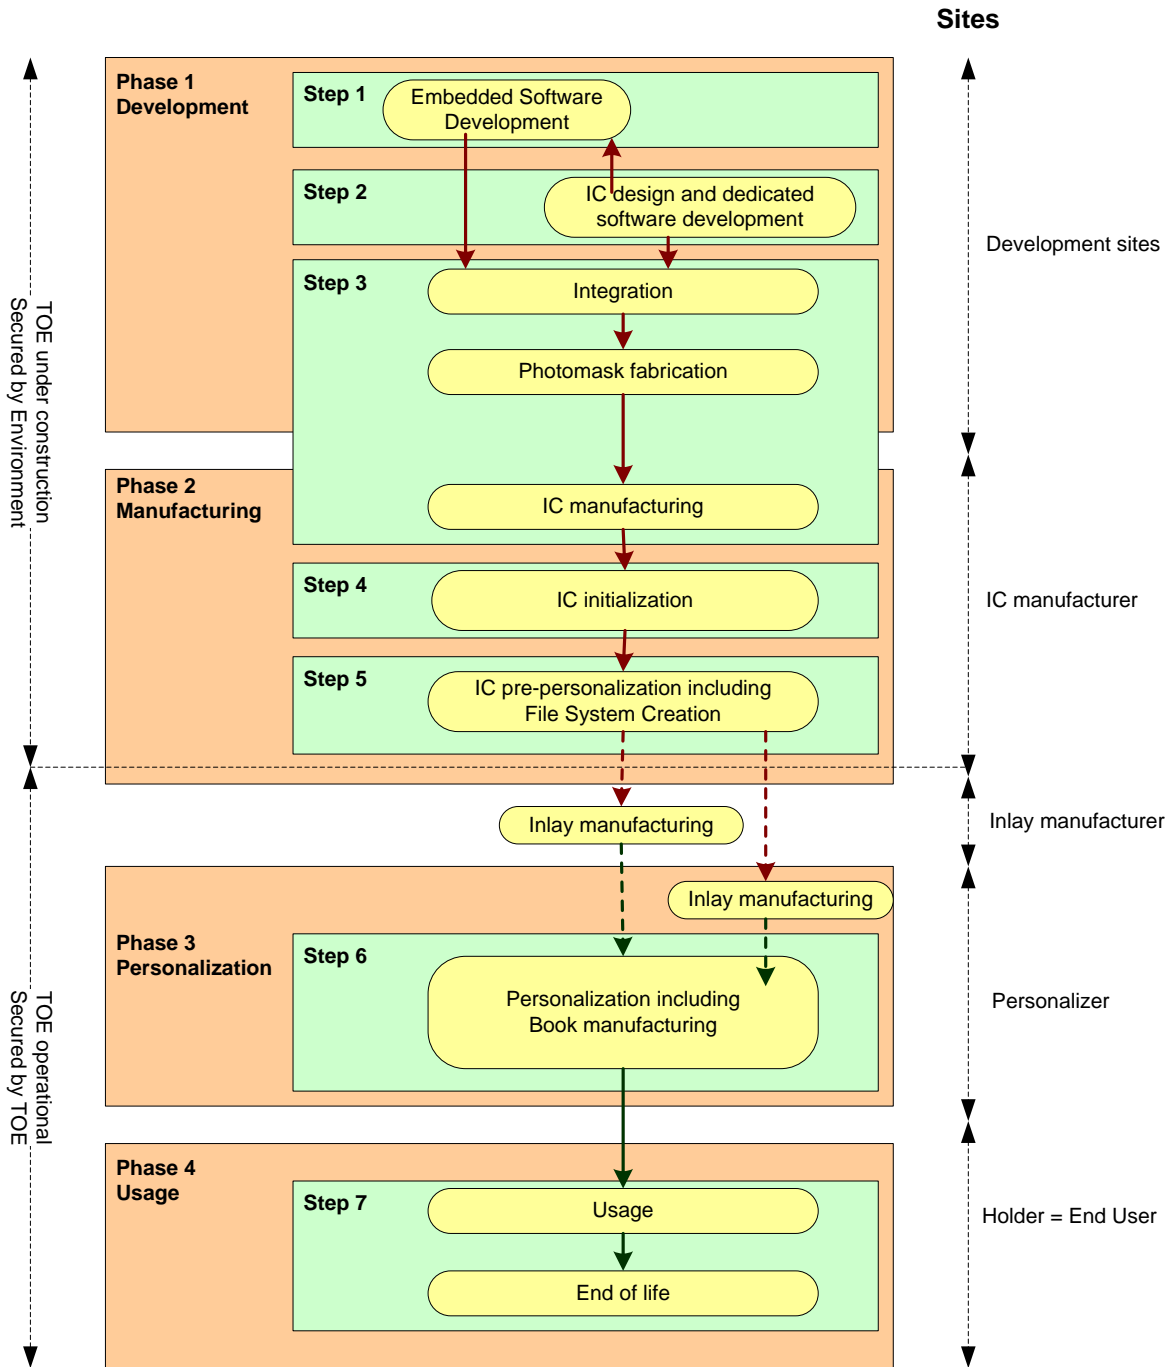 Sites
Phase 1
Development
Step 1
Embedded Software
Development
Step 2
IC design and dedicated
software development
Development sites
Step 3
Integration
TOE under construction
Secured by Environment
Photomask fabrication
Phase 2
Manufacturing
IC manufacturing
Step 4
IC initialization
IC manufacturer
Step 5
IC pre-personalization including
File System Creation
Inlay manufacturing
Inlay manufacturer
Inlay manufacturing
Phase 3
Personalization
Step 6
Personalization including
Book manufacturing
Personalizer
TOE operational
Secured by TOE
Phase 4
Usage
Step 7
Usage
Holder = End User
End of life